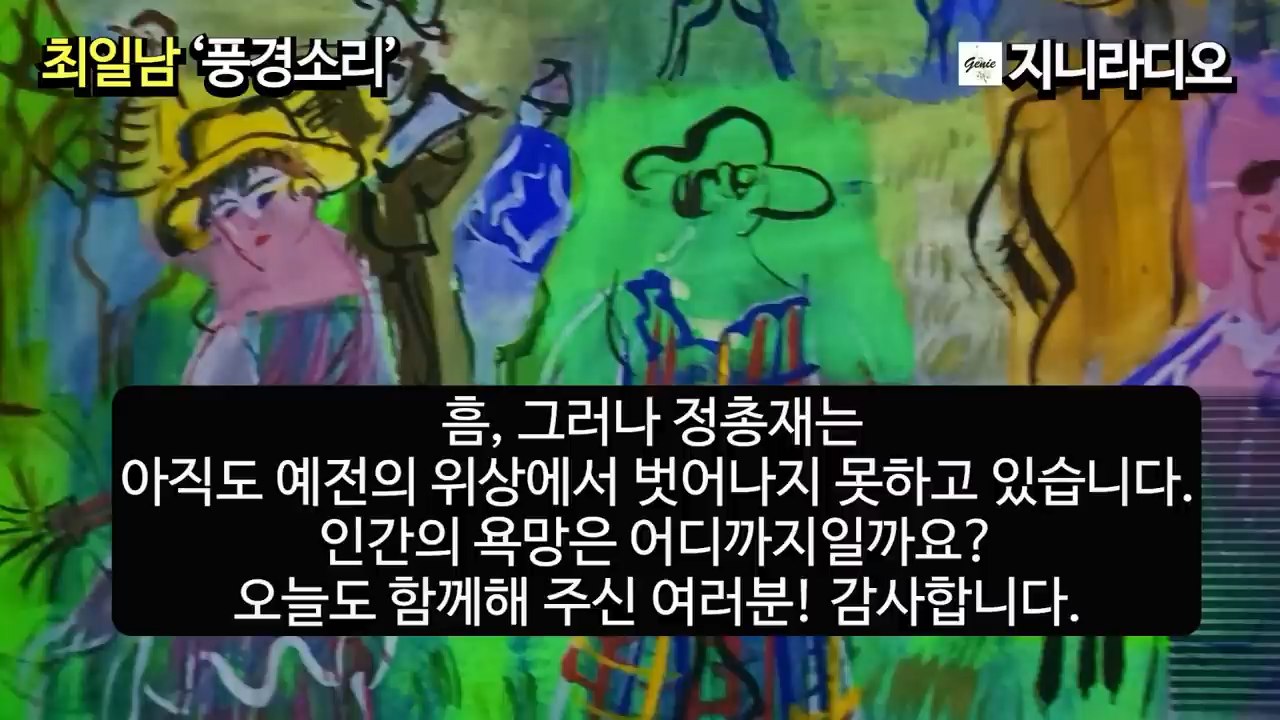 최일남 ‘풍경소리’
Genie 지니라디오
흠, 그러나 정총재는
아직도 예전의 위상에서 벗어나지 못하고 있습니다.
인간의 욕망은 어디까지일까요?
오늘도 함께해 주신 여러분! 감사합니다.